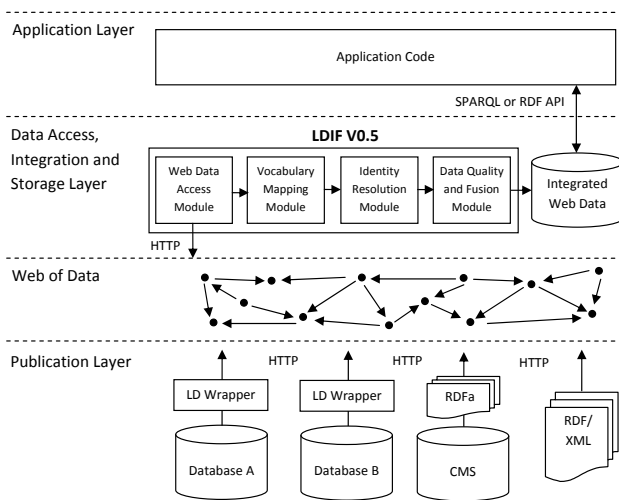 Application Layer
Application Code
SPARQL or RDF API
Data Access,
Integration and
Storage Layer
LDIF V0.5
Web Data
Access
Module
Vocabulary
Mapping
Module
Identity
Resolution
Module
Data Quality
and Fusion
Module
Integrated
Web Data
HTTP
Web of Data
Publication Layer
HTTP
HTTP
HTTP
LD Wrapper
LD Wrapper
RDFa
RDF/
XML
Database A
Database B
CMS